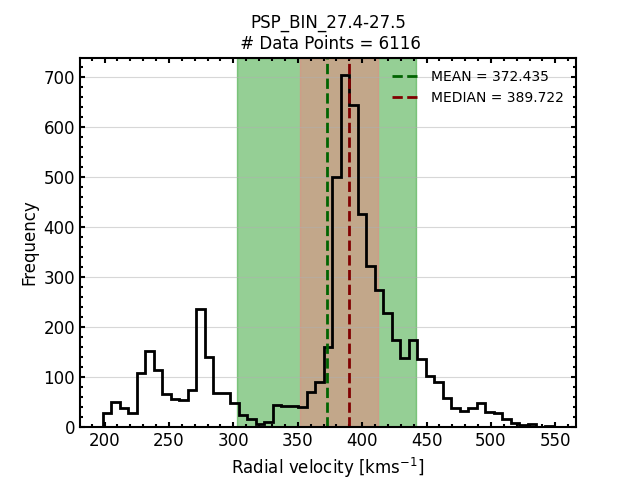 PSP_BIN_27.4-27.5
# Data Points = 6116
MEAN = 372.435
MEDIAN = 389.722
Frequency
700
600
500
400
300
200
100
0
200 250 300 350 400 450 500 550
Radial velocity [kms⁻¹]